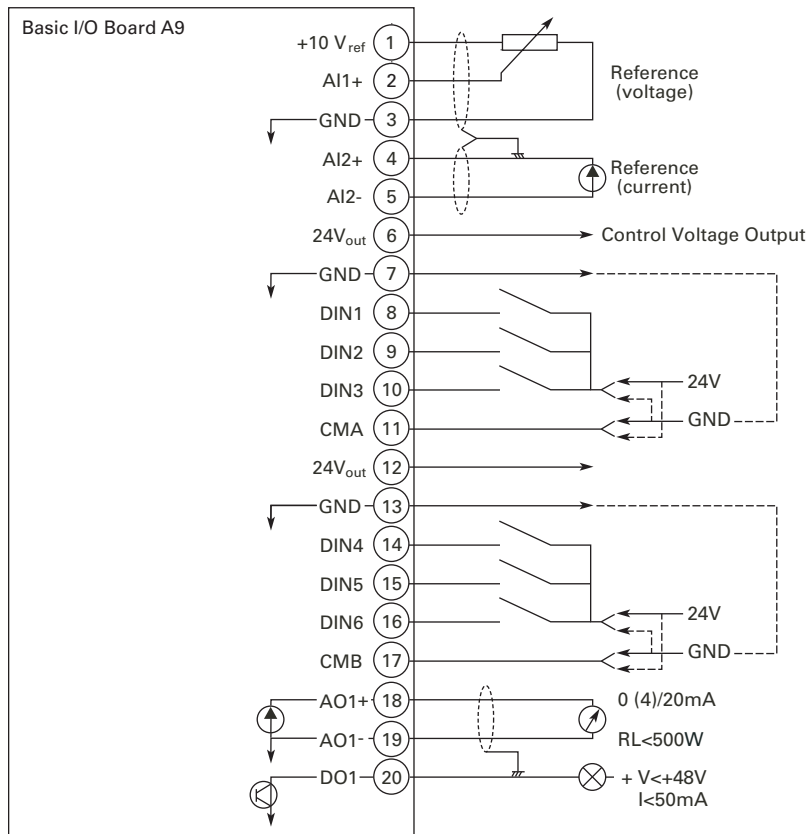 Basic I/O Board A9
+10 Vref 1
AI1+ 2
Reference
(voltage)
GND 3
AI2+ 4
Reference
(current)
AI2- 5
24Vout 6 Control Voltage Output
GND 7
DIN1 8
DIN2 9
DIN3 10
24V
CMA 11
GND
24Vout 12
GND 13
DIN4 14
DIN5 15
DIN6 16
24V
CMB 17
GND
AO1+ 18 0 (4)/20mA
AO1- 19 RL<500W
DO1 20 + V<+48V
I<50mA